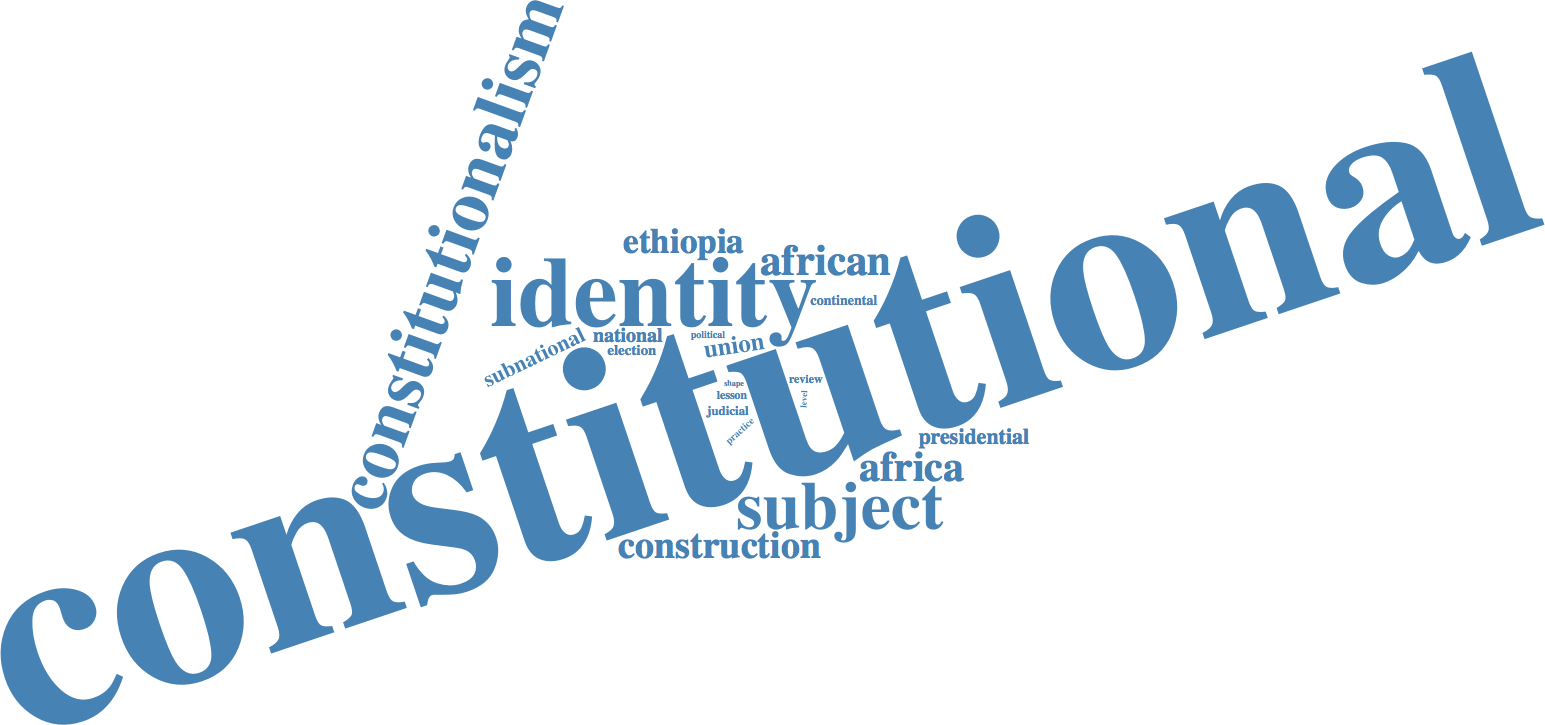 constitutionalism
ethiopia
african
identity
continental
constitutional
subnational
national
political
union
election
shape
review
lesson
level
judicial
practice
presidential
africa
subject
construction